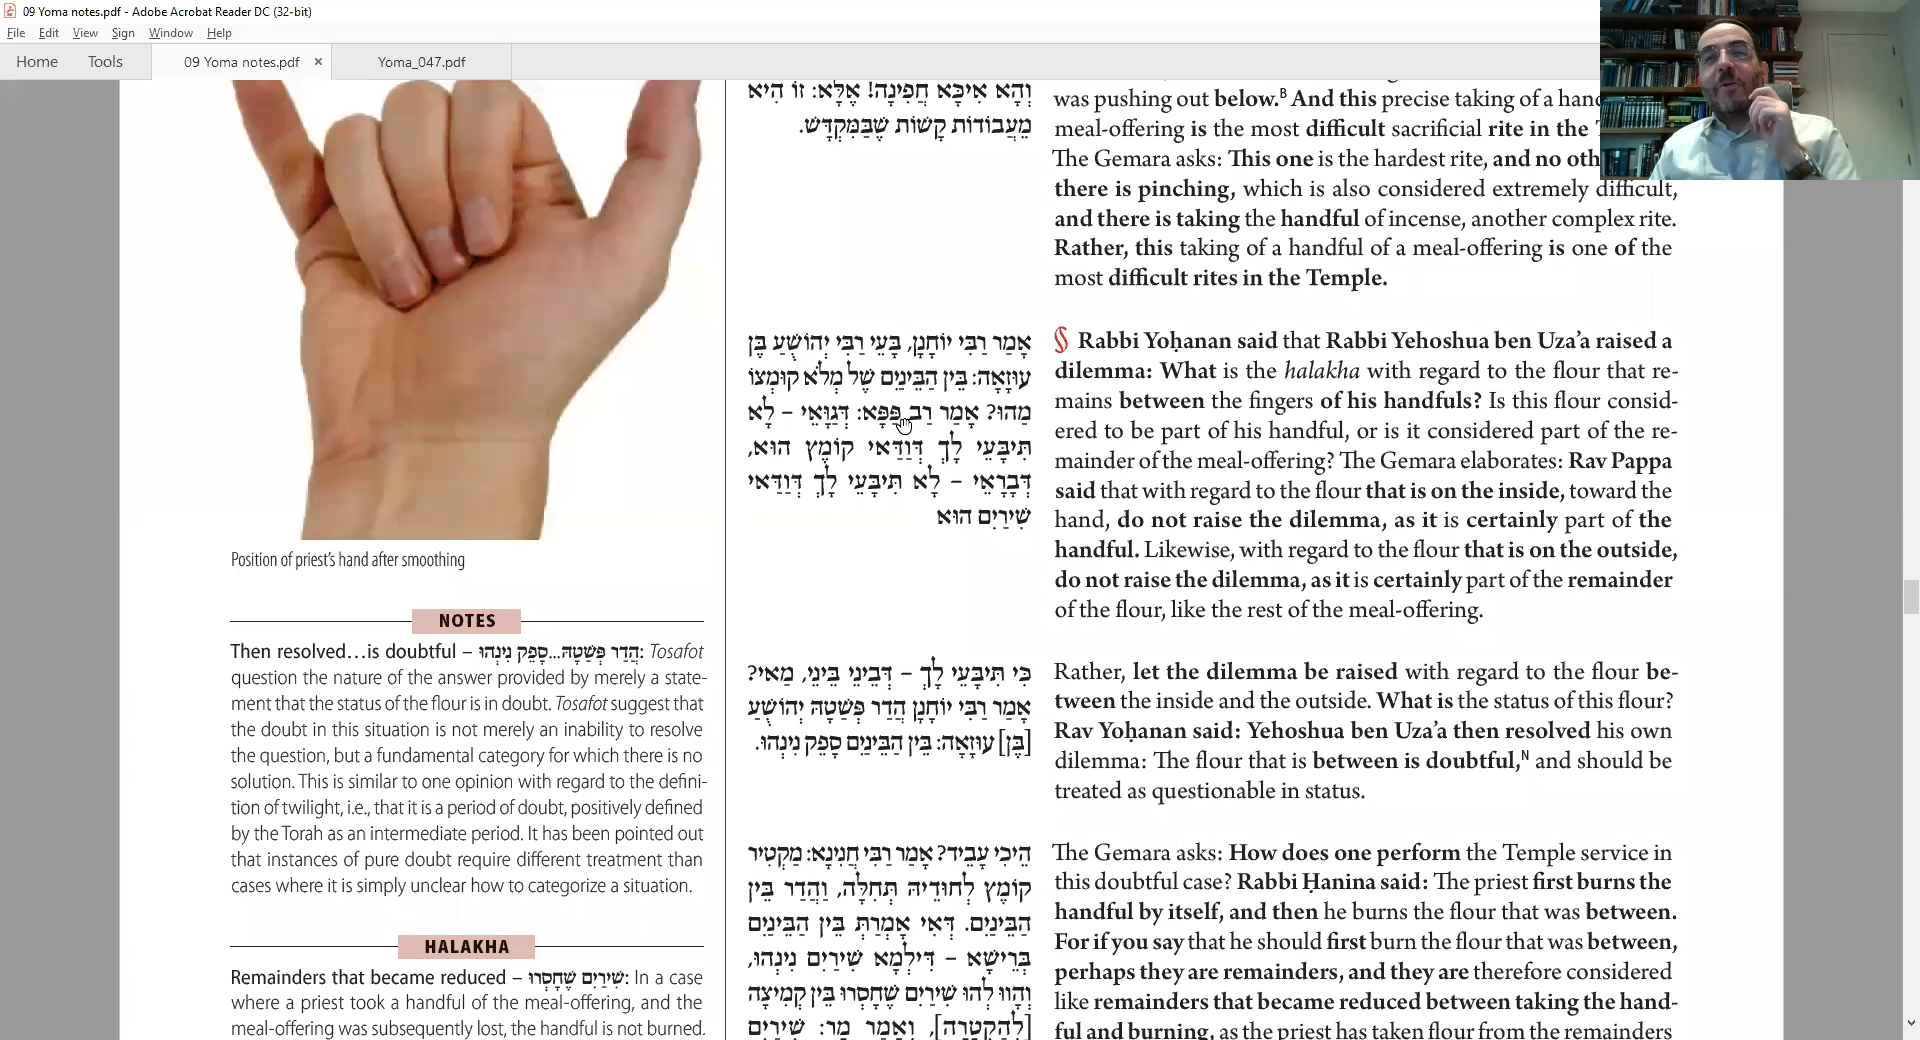 09 Yoma notes.pdf - Adobe Acrobat Reader DC (32-bit)
File Edit View Sign Window Help
Home Tools 09 Yoma notes.pdf × Yoma_047.pdf
Position of priest's hand after smoothing
NOTES
Then resolved…is doubtful – הֲדַר פְּשָׁטָהּ...סָפֵק נִינְהוּ: Tosafot
question the nature of the answer provided by merely a state-
ment that the status of the flour is in doubt. Tosafot suggest that
the doubt in this situation is not merely an inability to resolve
the question, but a fundamental category for which there is no
solution. This is similar to one opinion with regard to the defini-
tion of twilight, i.e., that it is a period of doubt, positively defined
by the Torah as an intermediate period. It has been pointed out
that instances of pure doubt require different treatment than
cases where it is simply unclear how to categorize a situation.
HALAKHA
Remainders that became reduced – שִׁירַיִם שֶׁחָסְרוּ: In a case
where a priest took a handful of the meal-offering, and the
meal-offering was subsequently lost, the handful is not burned.
וְהָא אִיכָּא חֲפִינָה! אֶלָּא: זוֹ הִיא
מֵעֲבוֹדוֹת קָשׁוֹת שֶׁבַּמִּקְדָּשׁ.
אָמַר רַבִּי יוֹחָנָן, בָּעֵי רַבִּי יְהוֹשֻׁעַ בֶּן
עוּזָּאָה: בֵּין הַבֵּינַיִם שֶׁל מְלֹא קוּמְצוֹ
מַהוּ? אָמַר רַב פָּפָּא: דְּגַוָּואֵי – לָא
תִּיבְּעֵי לָךְ דְּוַדַּאי קוֹמֶץ הוּא,
דְּבָרָאֵי – לָא תִּיבְּעֵי לָךְ דְּוַדַּאי
שִׁירַיִם הוּא
כִּי תִּיבְּעֵי לָךְ – דְּבֵינֵי בֵּינֵי, מַאי?
אָמַר רַבִּי יוֹחָנָן הֲדַר פְּשָׁטָהּ יְהוֹשֻׁעַ
[בֶּן] עוּזָּאָה: בֵּין הַבֵּינַיִם סָפֵק נִינְהוּ.
הֵיכִי עָבֵיד? אָמַר רַבִּי חֲנִינָא: מַקְטִיר
קוֹמֶץ לְחוּדֵיהּ תְּחִלָּה, וַהֲדַר בֵּין
הַבֵּינַיִם. דְּאִי אָמְרַתְּ בֵּין הַבֵּינַיִם
בְּרֵישָׁא – דִּילְמָא שִׁירַיִם נִינְהוּ,
וְהָווּ לְהוּ שִׁירַיִם שֶׁחָסְרוּ בֵּין קְמִיצָה
[לְהַקְטָרָה], וְאָמַר מָר: שִׁירַיִם
was pushing out below.ᴮ And this precise taking of a
meal-offering is the most difficult sacrificial rite in the
The Gemara asks: This one is the hardest rite, and no
there is pinching, which is also considered extremely difficult,
and there is taking the handful of incense, another complex rite.
Rather, this taking of a handful of a meal-offering is one of the
most difficult rites in the Temple.
§ Rabbi Yoḥanan said that Rabbi Yehoshua ben Uza'a raised a
dilemma: What is the halakha with regard to the flour that re-
mains between the fingers of his handfuls? Is this flour consid-
ered to be part of his handful, or is it considered part of the re-
mainder of the meal-offering? The Gemara elaborates: Rav Pappa
said that with regard to the flour that is on the inside, toward the
hand, do not raise the dilemma, as it is certainly part of the
handful. Likewise, with regard to the flour that is on the outside,
do not raise the dilemma, as it is certainly part of the remainder
of the flour, like the rest of the meal-offering.
Rather, let the dilemma be raised with regard to the flour be-
tween the inside and the outside. What is the status of this flour?
Rav Yoḥanan said: Yehoshua ben Uza'a then resolved his own
dilemma: The flour that is between is doubtful,ᴺ and should be
treated as questionable in status.
The Gemara asks: How does one perform the Temple service in
this doubtful case? Rabbi Ḥanina said: The priest first burns the
handful by itself, and then he burns the flour that was between.
For if you say that he should first burn the flour that was between,
perhaps they are remainders, and they are therefore considered
like remainders that became reduced between taking the hand-
ful and burning, as the priest has taken flour from the remainders